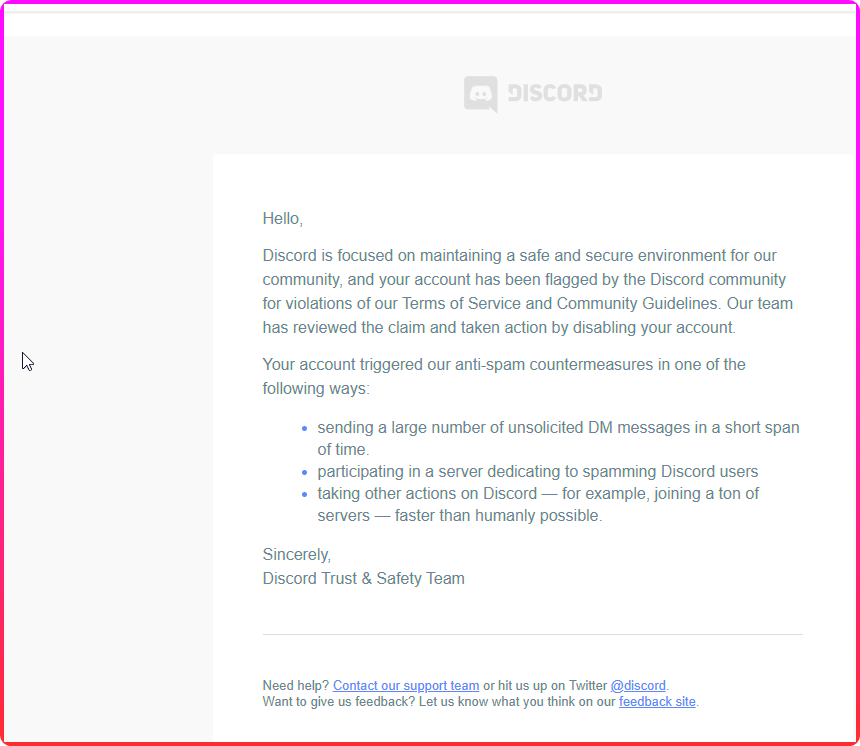 DISCORD
Hello,
Discord is focused on maintaining a safe and secure environment for our
community, and your account has been flagged by the Discord community
for violations of our Terms of Service and Community Guidelines. Our team
has reviewed the claim and taken action by disabling your account.
Your account triggered our anti-spam countermeasures in one of the
following ways:
• sending a large number of unsolicited DM messages in a short span
of time.
• participating in a server dedicating to spamming Discord users
• taking other actions on Discord — for example, joining a ton of
servers — faster than humanly possible.
Sincerely,
Discord Trust & Safety Team
Need help? Contact our support team or hit us up on Twitter @discord.
Want to give us feedback? Let us know what you think on our feedback site.